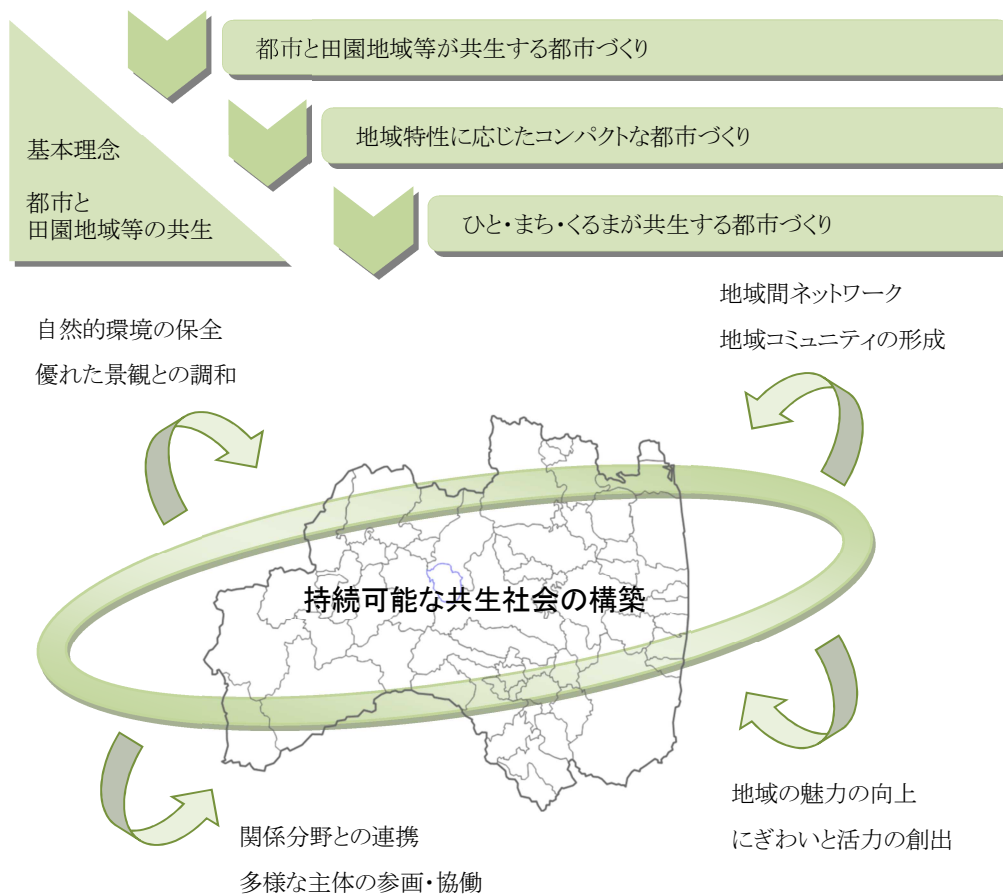 都市と田園地域等が共生する都市づくり
地域特性に応じたコンパクトな都市づくり
ひと・まち・くるまが共生する都市づくり
基本理念
都市と
田園地域等の共生
自然的環境の保全
優れた景観との調和
地域間ネットワーク
地域コミュニティの形成
持続可能な共生社会の構築
関係分野との連携
多様な主体の参画・協働
地域の魅力の向上
にぎわいと活力の創出